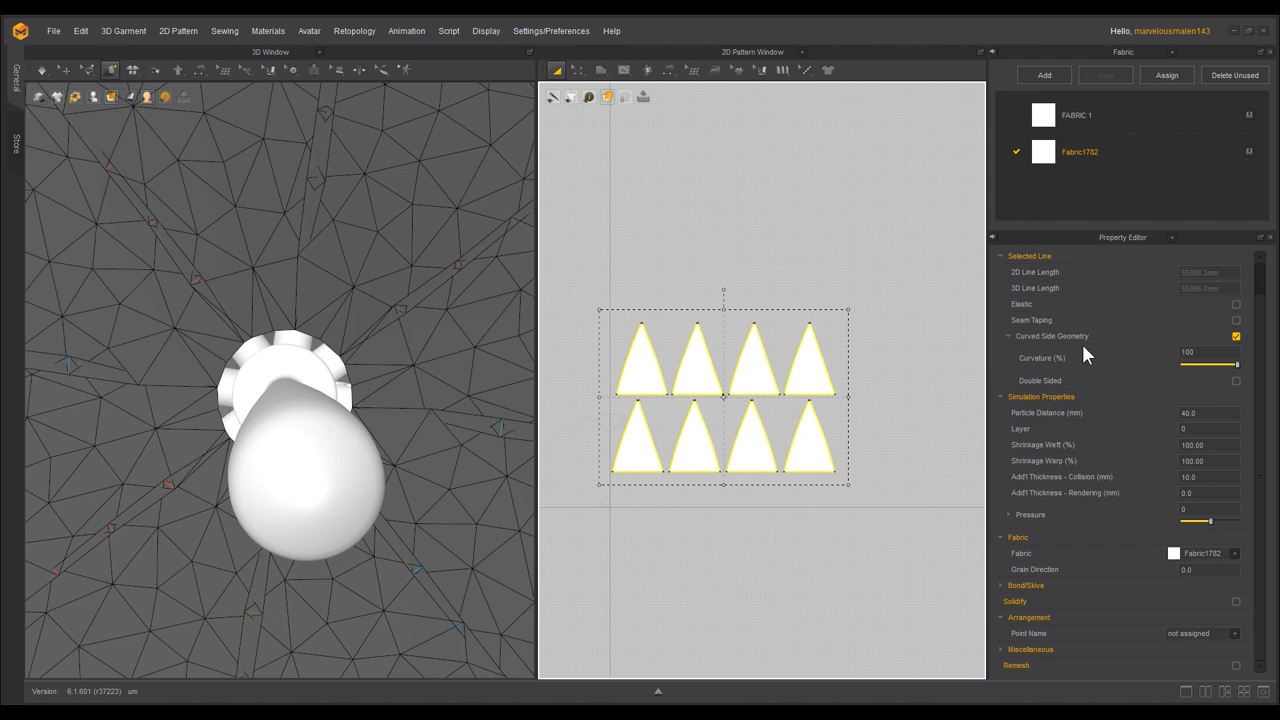 File Edit 3D Garment 2D Pattern Sewing Materials Avatar Retopology Animation Script Display Settings/Preferences Help Hello, marvelousmalen143
General
Store
3D Window
2D Pattern Window
Fabric
Add Copy Assign Delete Unused
FABRIC 1
Fabric1782
Property Editor
Selected Line
2D Line Length 55088.3mm
3D Line Length 55095.7mm
Elastic
Seam Taping
Curved Side Geometry
Curvature (%) 100
Double Sided
Simulation Properties
Particle Distance (mm) 40.0
Layer 0
Shrinkage Weft (%) 100.00
Shrinkage Warp (%) 100.00
Add'l Thickness - Collision (mm) 10.0
Add'l Thickness - Rendering (mm) 0.0
Pressure 0
Fabric
Fabric Fabric1782
Grain Direction 0.0
Bond/Skive
Solidify
Arrangement
Point Name not assigned
Miscellaneous
Remesh
Version: 6.1.601 (r37223) um